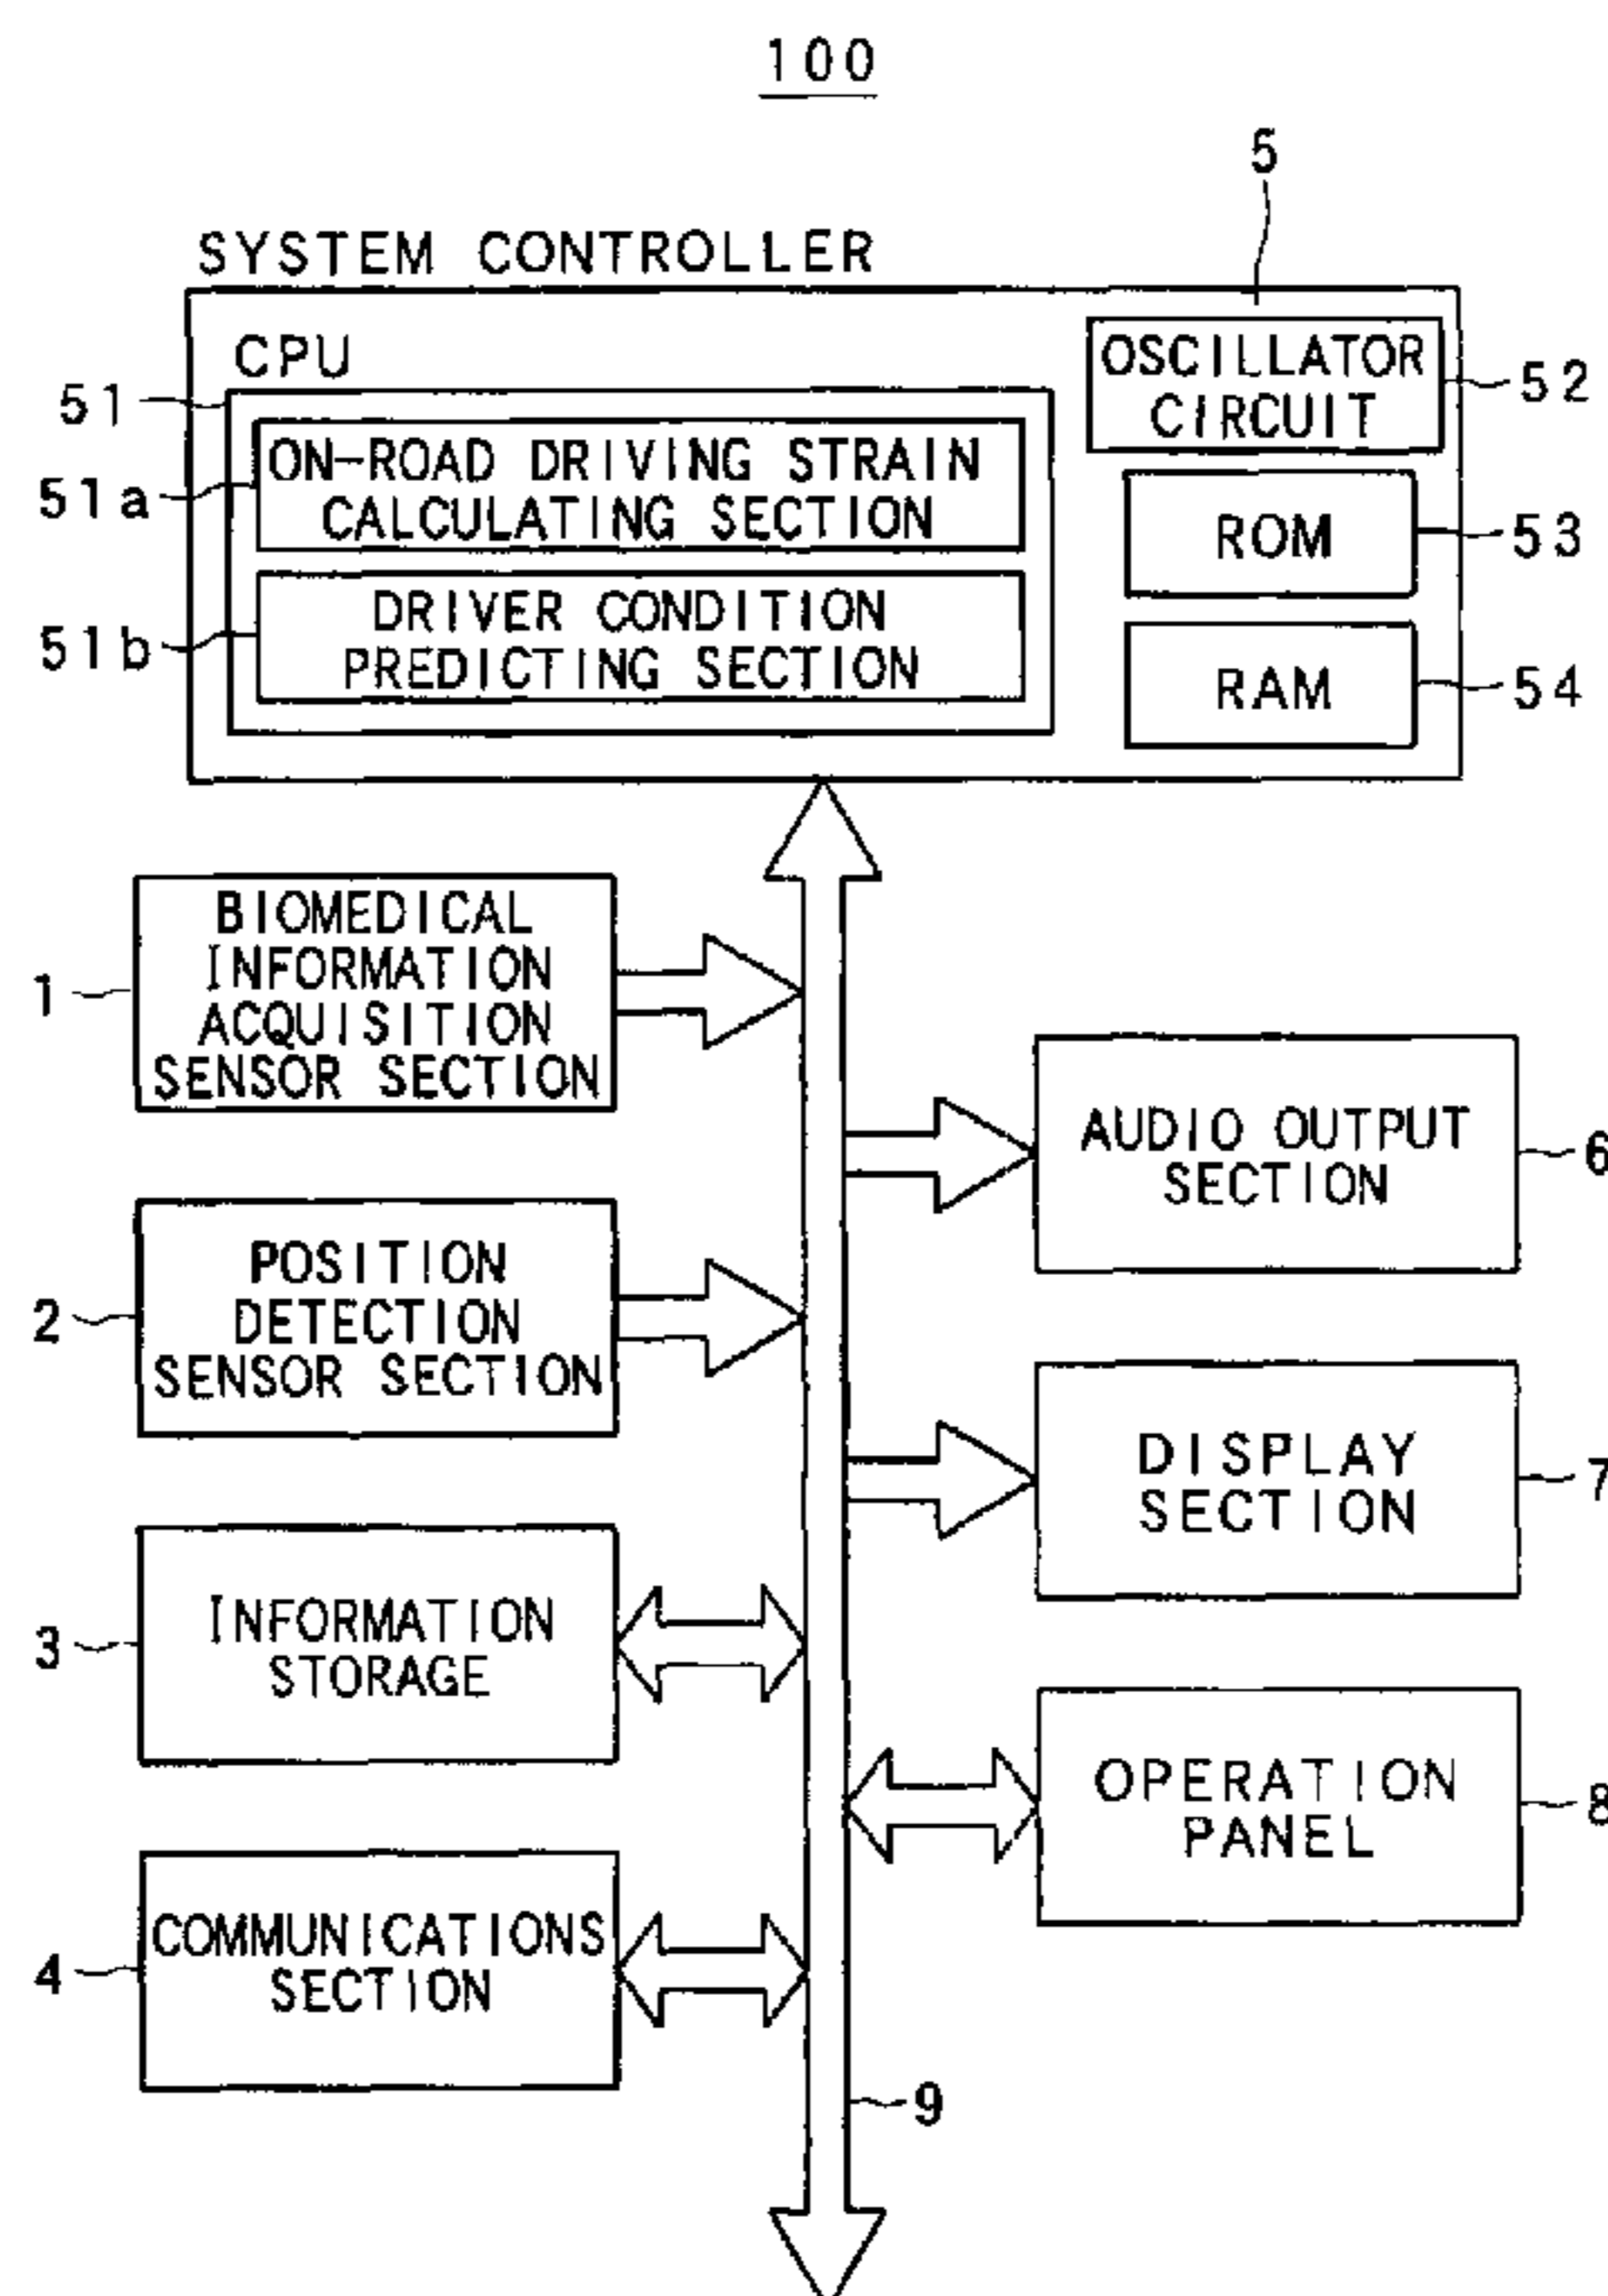 100
5
SYSTEM CONTROLLER
CPU
51
51a
ON-ROAD DRIVING STRAIN
CALCULATING SECTION
51b
DRIVER CONDITION
PREDICTING SECTION
OSCILLATOR
CIRCUIT
52
ROM
53
RAM
54
1
BIOMEDICAL
INFORMATION
ACQUISITION
SENSOR SECTION
2
POSITION
DETECTION
SENSOR SECTION
3
INFORMATION
STORAGE
4
COMMUNICATIONS
SECTION
AUDIO OUTPUT
SECTION
6
DISPLAY
SECTION
7
OPERATION
PANEL
8
9